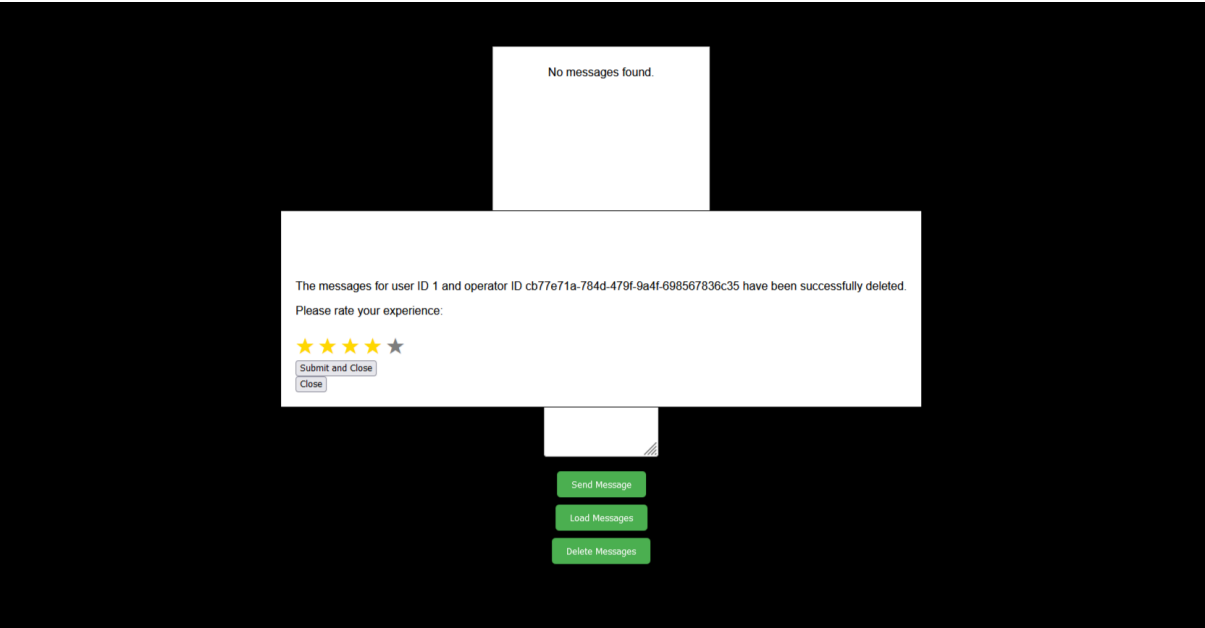 No messages found.
The messages for user ID 1 and operator ID cb77e71a-784d-479f-9a4f-698567836c35 have been successfully deleted.
Please rate your experience:
Submit and Close
Close
Send Message
Load Messages
Delete Messages